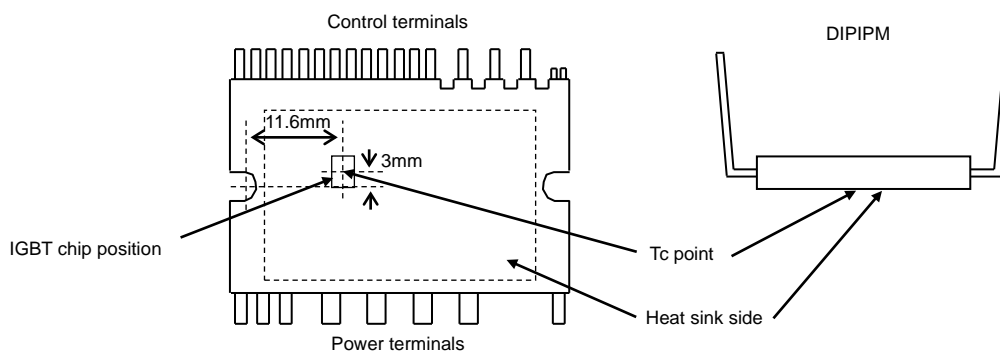 Control terminals
DIPIPM
11.6mm
3mm
IGBT chip position
Tc point
Heat sink side
Power terminals